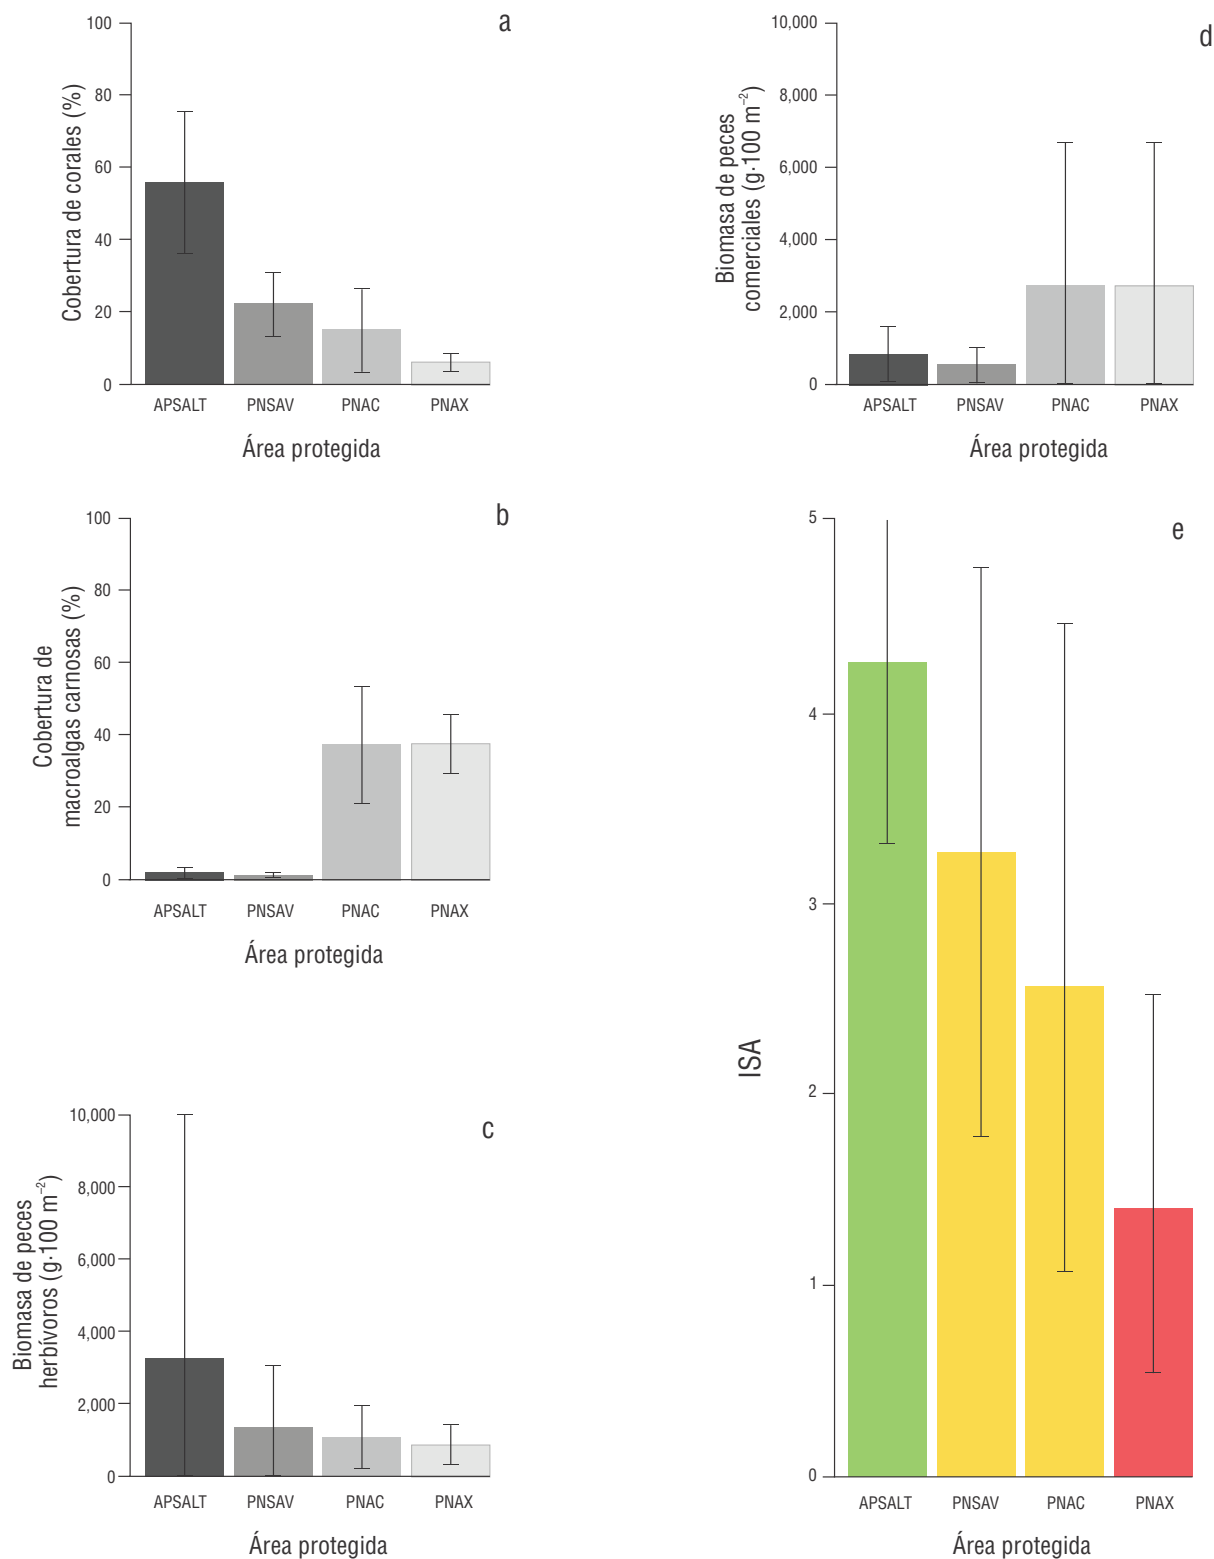 a
Cobertura de corales (%)
100
80
60
40
20
0
APSALT PNSAV PNAC PNAX
Área protegida
b
Cobertura de
macroalgas carnosas (%)
100
80
60
40
20
0
APSALT PNSAV PNAC PNAX
Área protegida
c
Biomasa de peces
herbívoros (g·100 m⁻²)
10,000
8,000
6,000
4,000
2,000
0
APSALT PNSAV PNAC PNAX
Área protegida
d
Biomasa de peces
comerciales (g·100 m⁻²)
10,000
8,000
6,000
4,000
2,000
0
APSALT PNSAV PNAC PNAX
Área protegida
e
ISA
5
4
3
2
1
0
APSALT PNSAV PNAC PNAX
Área protegida